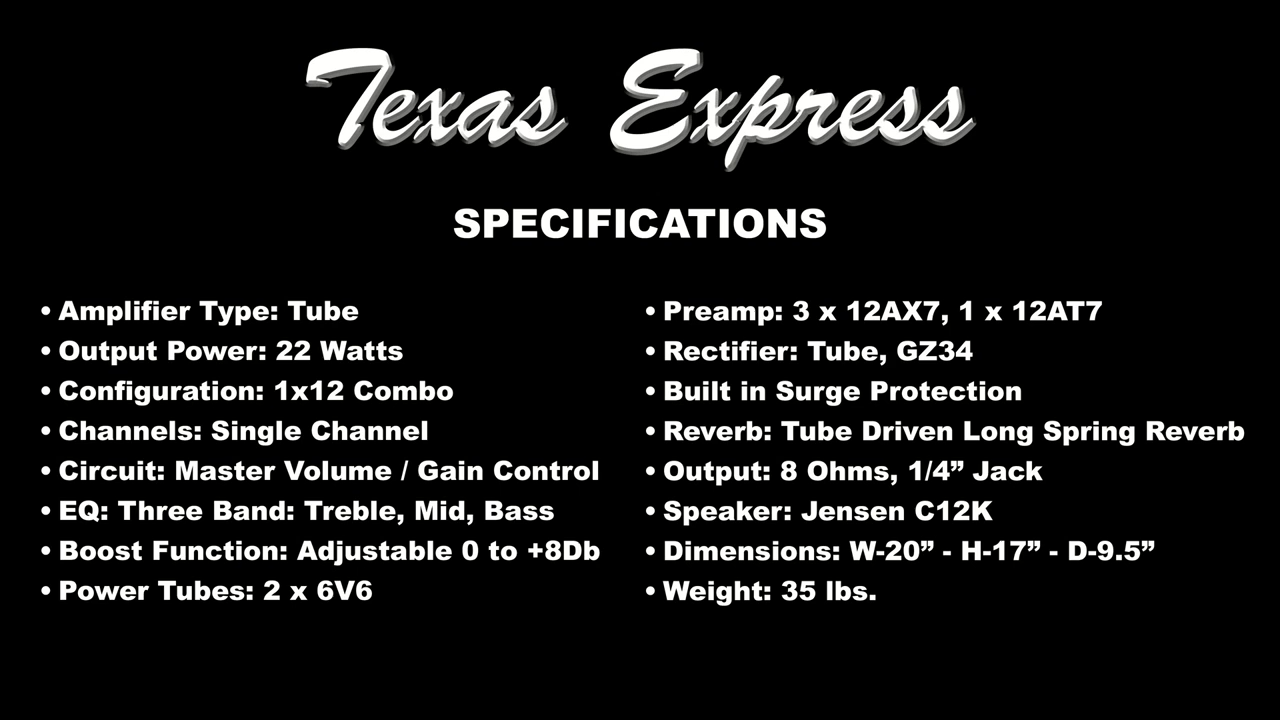 Texas Express
SPECIFICATIONS
• Amplifier Type: Tube
• Output Power: 22 Watts
• Configuration: 1x12 Combo
• Channels: Single Channel
• Circuit: Master Volume / Gain Control
• EQ: Three Band: Treble, Mid, Bass
• Boost Function: Adjustable 0 to +8Db
• Power Tubes: 2 x 6V6
• Preamp: 3 x 12AX7, 1 x 12AT7
• Rectifier: Tube, GZ34
• Built in Surge Protection
• Reverb: Tube Driven Long Spring Reverb
• Output: 8 Ohms, 1/4” Jack
• Speaker: Jensen C12K
• Dimensions: W-20” - H-17” - D-9.5”
• Weight: 35 lbs.